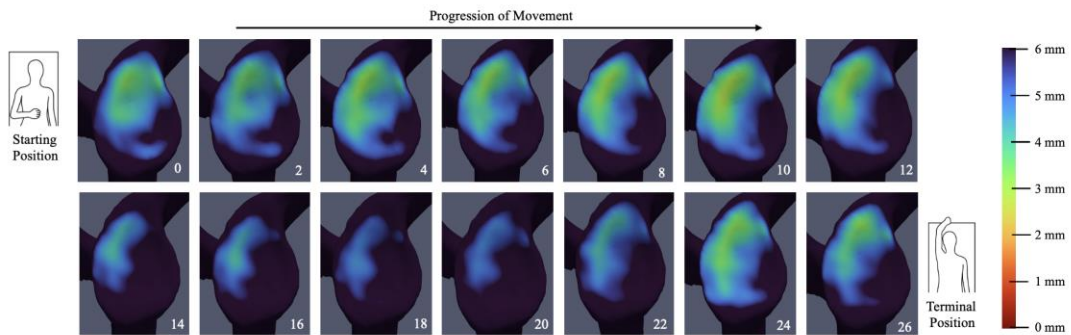 Progression of Movement
Starting
Position
0
2
4
6
8
10
12
14
16
18
20
22
24
26
Terminal
Position
6 mm
5 mm
4 mm
3 mm
2 mm
1 mm
0 mm